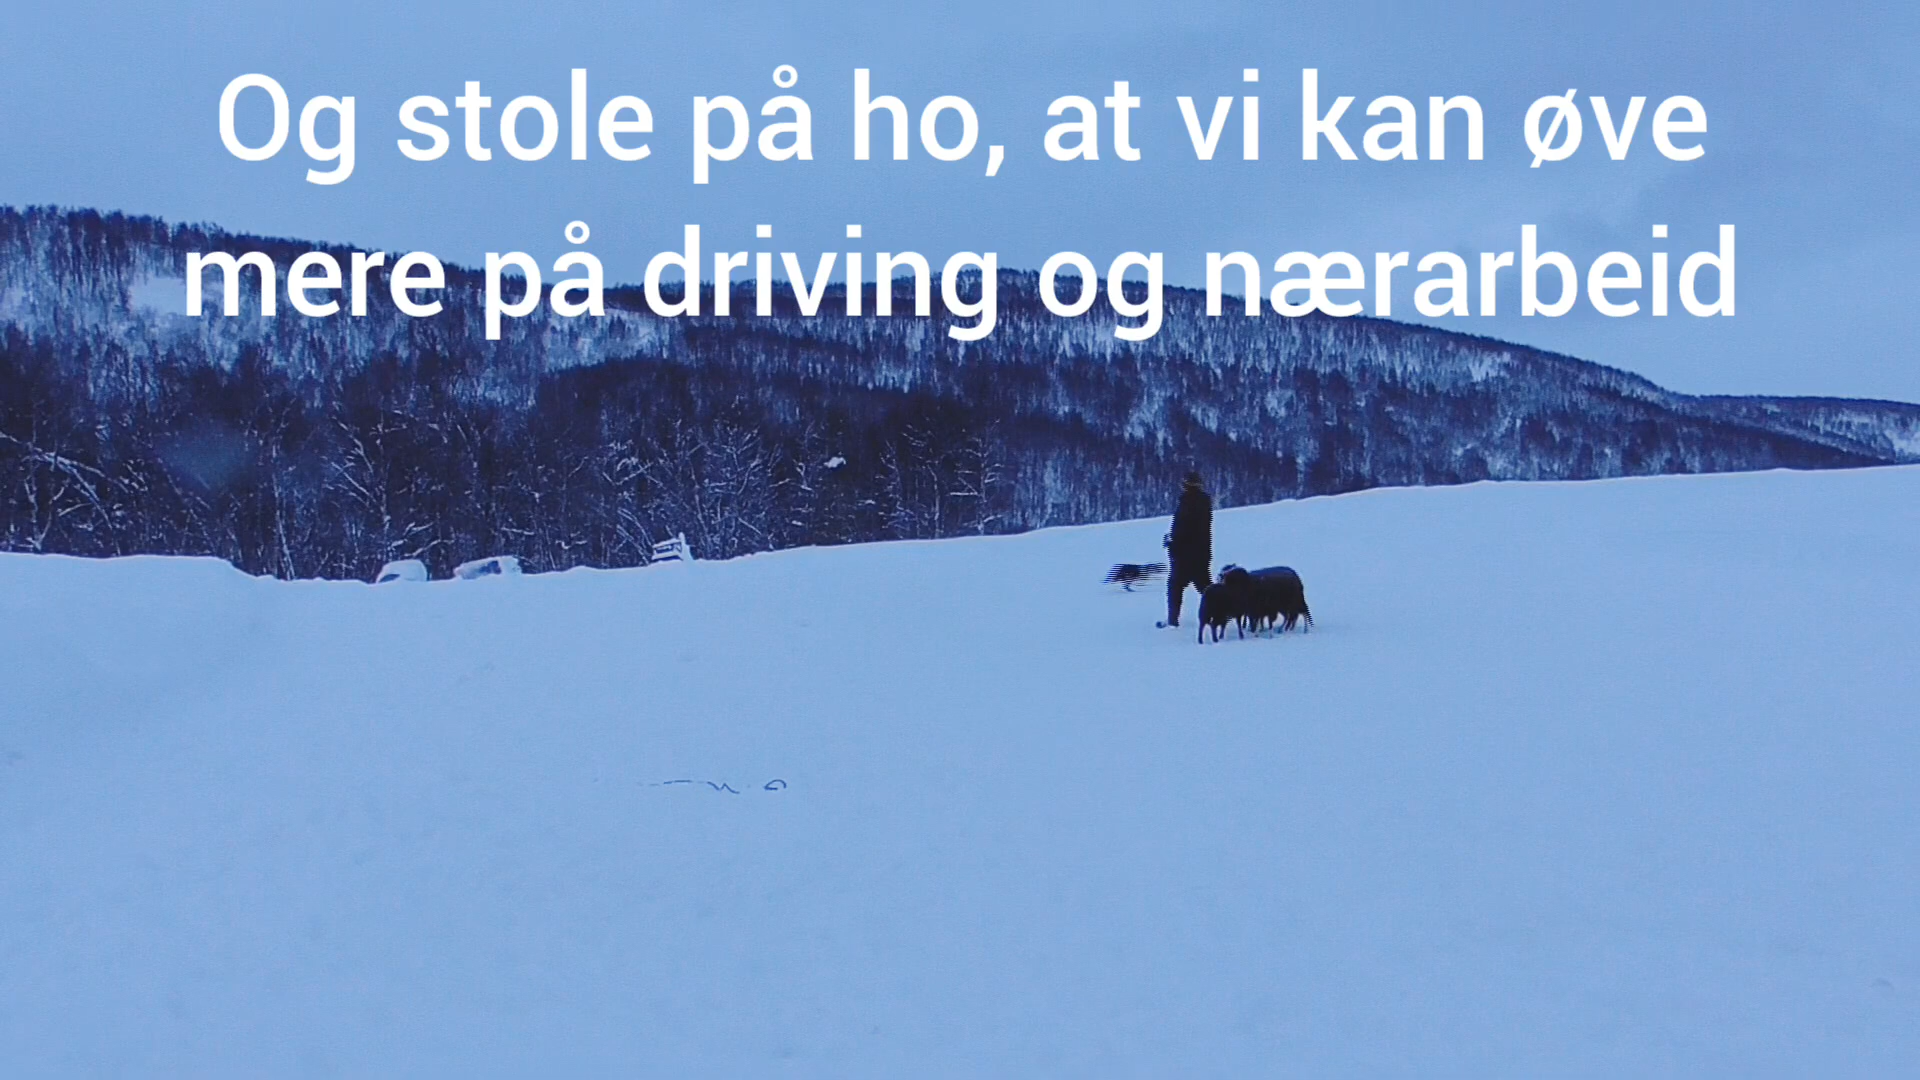 Og stole på ho, at vi kan øve
mere på driving og nærarbeid